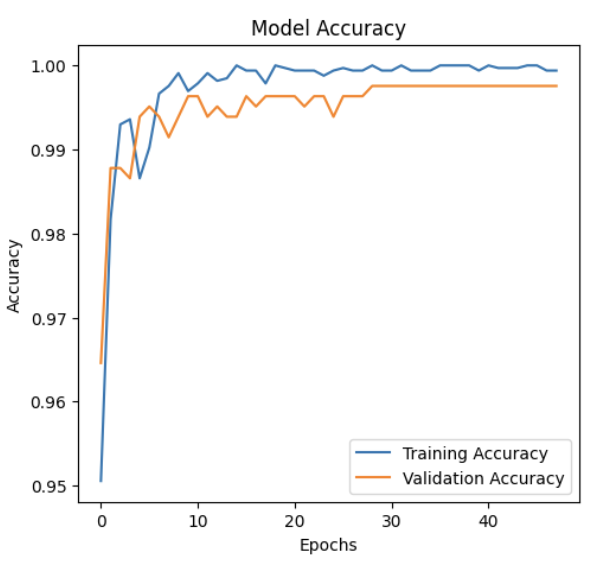 Model Accuracy
1.00
0.99
0.98
0.97
0.96
0.95
Accuracy
0 10 20 30 40
Epochs
Training Accuracy
Validation Accuracy